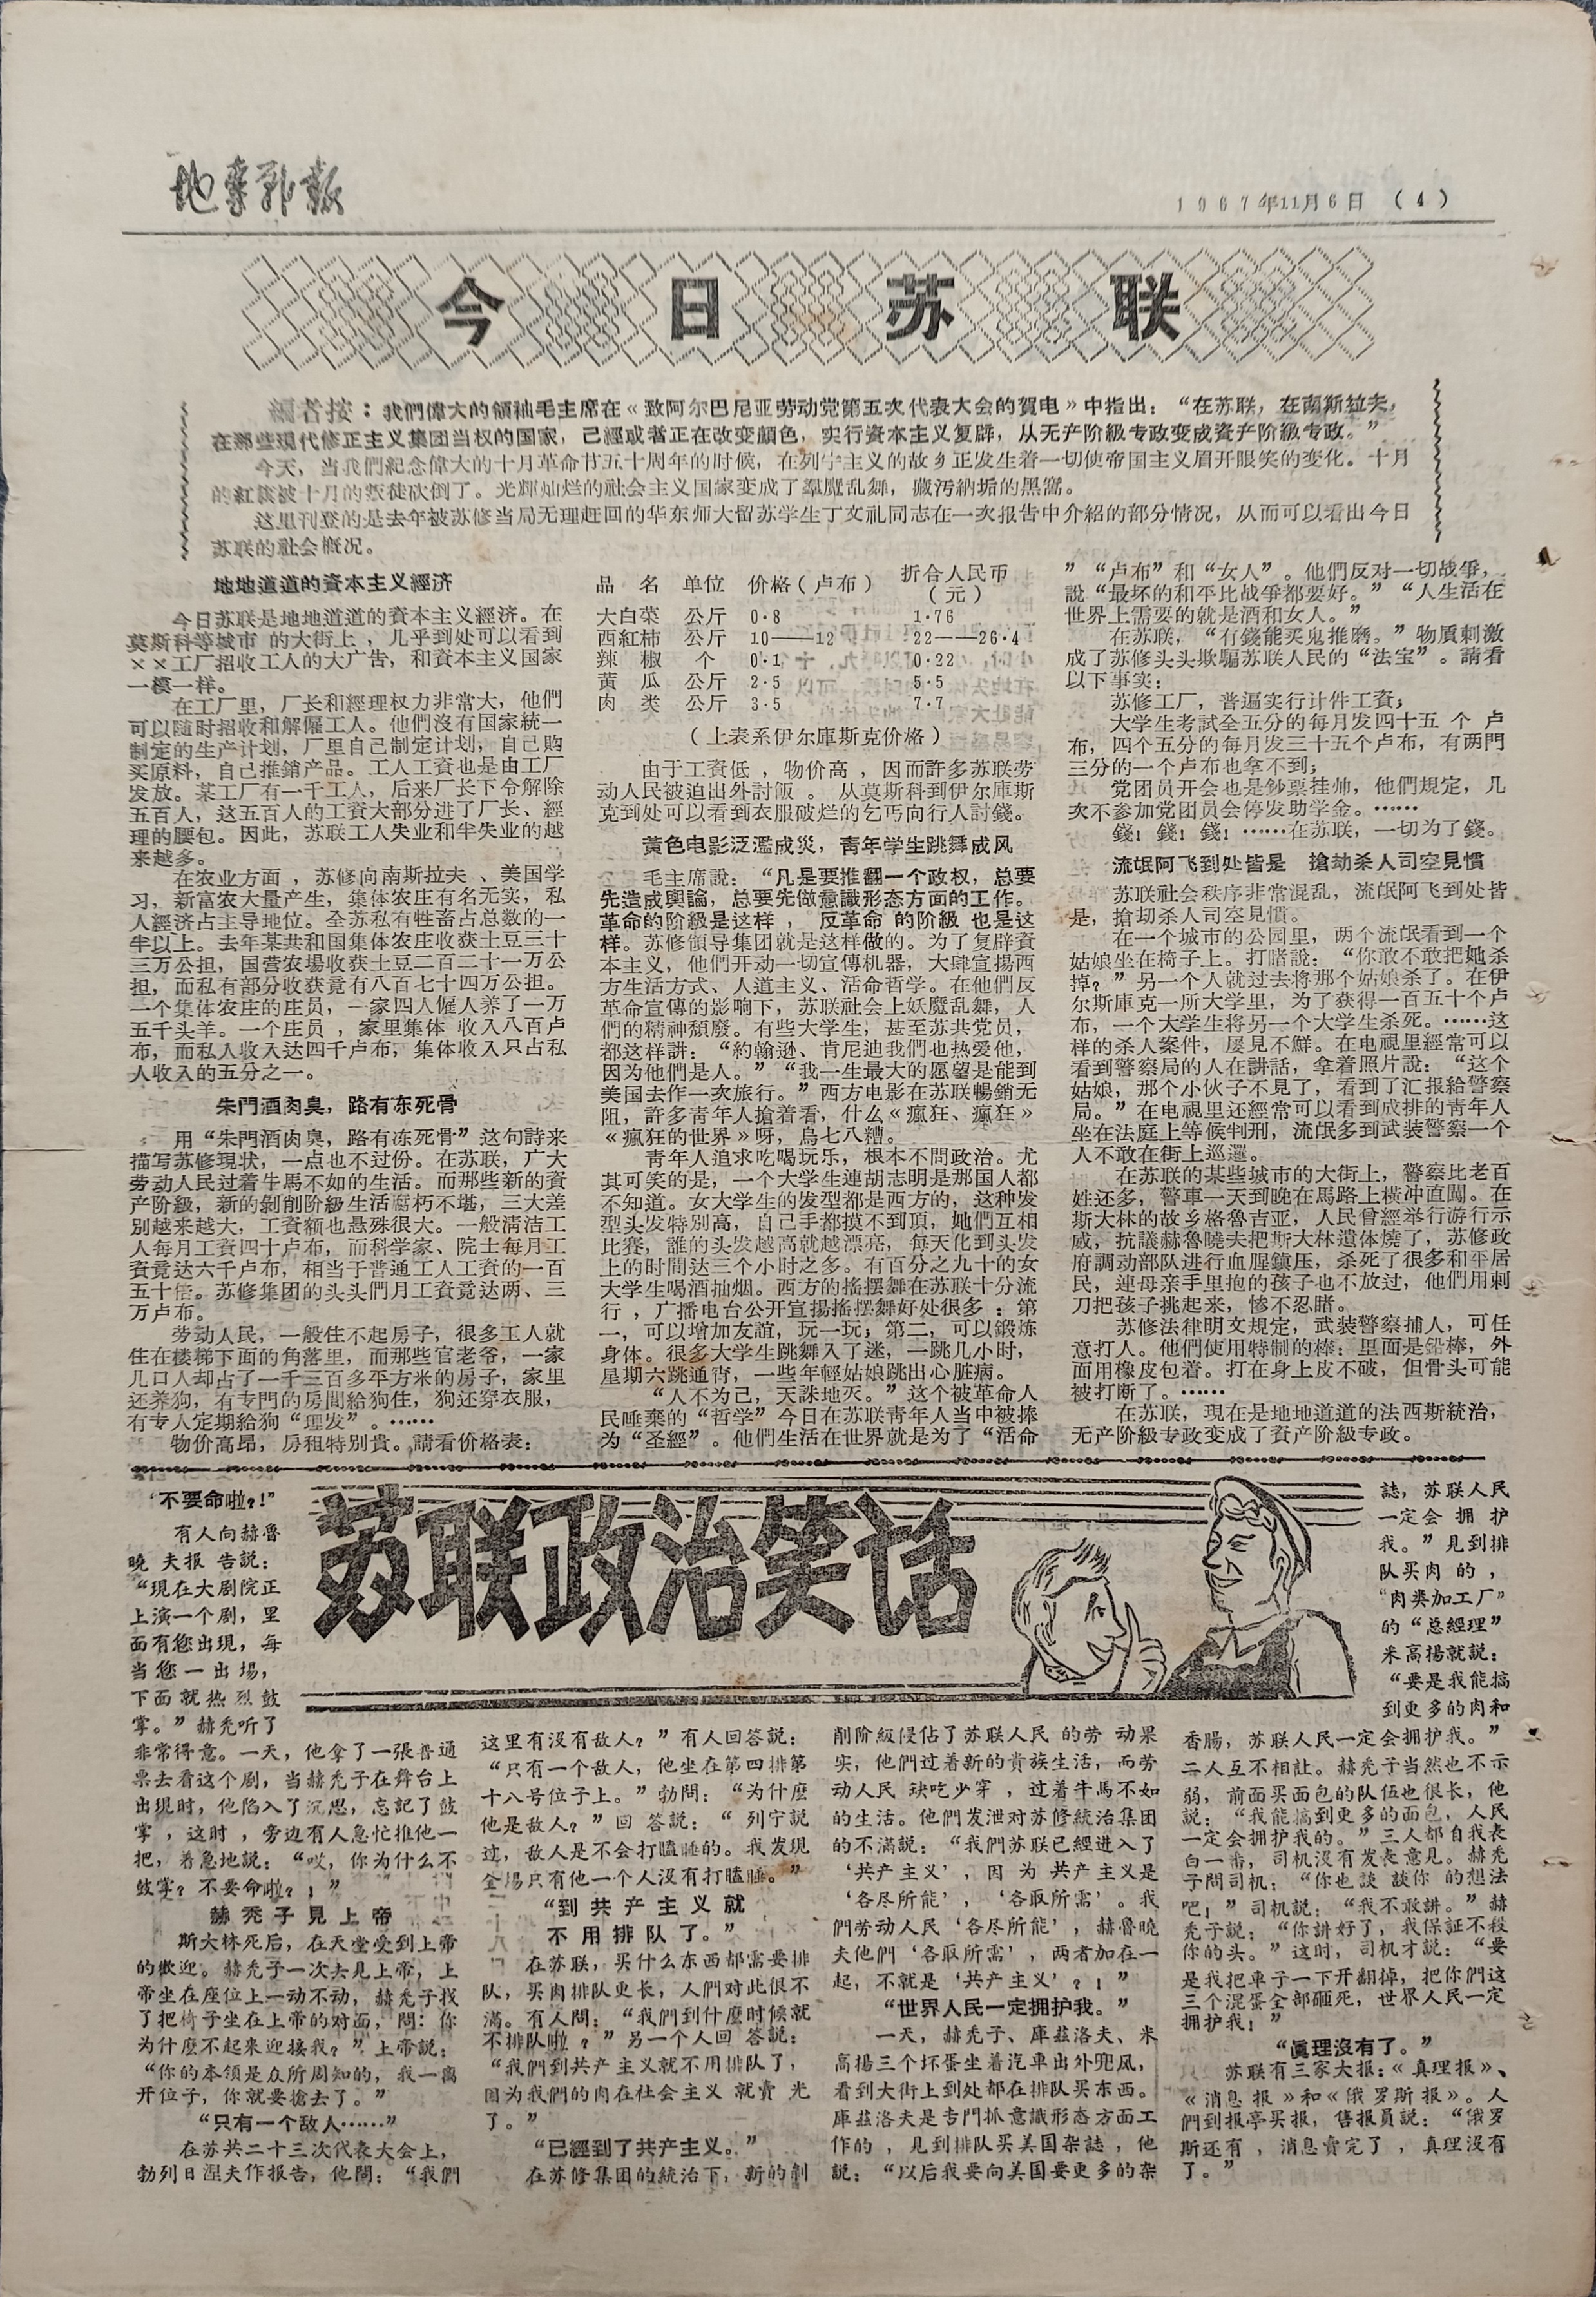 地质郵报
1967年11月6日 (4)
今日苏联
編者按：我們偉大的領袖毛主席在《致阿尔巴尼亚劳动党第五次代表大会的賀电》中指出：“在苏联，在南斯拉夫，
在那些現代修正主义集团当权的国家，已經或者正在改变顏色，实行資本主义复辟，从无产阶級专政变成資产阶級专政。”
今天，当我們紀念偉大的十月革命节五十周年的时候，在列宁主义的故乡正发生着一切使帝国主义眉开眼笑的变化。十月
的紅旗被十月的叛徒砍倒了。光輝灿烂的社会主义国家变成了羣魔乱舞，藏污納垢的黑窩。
这里刊登的是去年被苏修当局无理赶回的华东师大留苏学生丁文礼同志在一次报告中介紹的部分情况，从而可以看出今日
苏联的社会概况。
地地道道的資本主义經济
今日苏联是地地道道的資本主义經济。在
莫斯科等城市 的大街上 ，几乎到处可以看到
××工厂招收工人的大广告，和資本主义国家
一模一样。
在工厂里，厂长和經理权力非常大，他們
可以随时招收和解僱工人。他們沒有国家統一
制定的生产计划，厂里自己制定计划，自己购
买原料，自己推銷产品。工人工資也是由工厂
发放。某工厂有一千工人，后来厂长下令解除
五百人，这五百人的工資大部分进了厂长、經
理的腰包。因此，苏联工人失业和半失业的越
来越多。
在农业方面 ，苏修向南斯拉夫 、美国学
习，新富农大量产生，集体农庄有名无实，私
人經济占主导地位。全苏私有牲畜占总数的一
半以上。去年某共和国集体农庄收获土豆三十
三万公担，国营农場收获土豆二百二十一万公
担，而私有部分收获竟有八百七十四万公担。
一个集体农庄的庄员，一家四人僱人养了一万
五千头羊。一个庄员 ，家里集体 收入八百卢
布，而私人收入达四千卢布，集体收入只占私
人收入的五分之一。
朱門酒肉臭，路有东死骨
用“朱門酒肉臭，路有冻死骨”这句詩来
描写苏修現状，一点也不过份。在苏联，广大
劳动人民过着牛馬不如的生活。而那些新的資
产阶級，新的剝削阶級生活腐朽不堪，三大差
別越来越大，工資额也悬殊很大。一般清洁工
人每月工資四十卢布，而科学家、院士每月工
資竟达六千卢布，相当于普通工人工資的一百
五十倍。苏修集团的头头們月工資竟达两、三
万卢布。
劳动人民，一般住不起房子，很多工人就
住在楼梯下面的角落里，而那些官老爷，一家
几口人却占了一千三百多平方米的房子，家里
还养狗，有专門的房間給狗住，狗还穿衣服，
有专人定期給狗“理发”。……
物价高昂，房租特别貴。請看价格表：
品 名 单位 价格（卢布） 折合人民币（元）
大白菜 公斤 0·8 1·76
西紅柿 公斤 10——12 22——26·4
辣 椒 个 0·1 0·22
黄 瓜 公斤 2·5 5·5
肉 类 公斤 3·5 7·7
（上表系伊尔庫斯克价格）
由于工資低 ，物价高 ，因而許多苏联劳
动人民被迫出外討飯 。 从莫斯科到伊尔庫斯
克到处可以看到衣服破烂的乞丐向行人討錢。
黃色电影泛濫成災，青年学生跳舞成风
毛主席說：“凡是要推翻一个政权，总要
先造成輿論，总要先做意識形态方面的工作。
革命的阶級是这样 ， 反革命 的阶級 也是这
样。苏修領导集团就是这样做的。为了复辟資
本主义，他們开动一切宣傳机器，大肆宣揚西
方生活方式、人道主义、活命哲学。在他們反
革命宣傳的影响下，苏联社会上妖魔乱舞，人
們的精神頹廢。有些大学生，甚至苏共党员，
都这样講：“約翰逊、肯尼迪我們也热爱他，
因为他們是人。”“我一生最大的愿望是能到
美国去作一次旅行。”西方电影在苏联暢銷无
阻，許多青年人搶着看，什么《瘋狂、瘋狂》
《瘋狂的世界》呀，烏七八糟。
青年人追求吃喝玩乐，根本不問政治。尤
其可笑的是，一个大学生連胡志明是那国人都
不知道。女大学生的发型都是西方的，这种发
型头发特别高，自己手都摸不到頂，她們互相
比赛，誰的头发越高就越漂亮，每天化到头发
上的时間达三个小时之多。有百分之九十的女
大学生喝酒抽烟。西方的搖摆舞在苏联十分流
行 ，广播电台公开宣揚搖摆舞好处很多 ：第
一，可以增加友誼，玩一玩；第二，可以鍛炼
身体。很多大学生跳舞入了迷，一跳几小时，
星期六跳通宵，一些年輕姑娘跳出心脏病。
“人不为己，天誅地灭。”这个被革命人
民唾棄的“哲学”今日在苏联青年人当中被捧
为“圣經”。他們生活在世界就是为了“活命
”“卢布”和“女人”。他們反对一切战爭，
說“最坏的和平比战爭都要好。”“人生活在
世界上需要的就是酒和女人。”
在苏联，“有錢能买鬼推磨。”物質刺激
成了苏修头头欺騙苏联人民的“法宝”。請看
以下事实：
苏修工厂，普逼实行计件工資；
大学生考試全五分的每月发四十五 个 卢
布，四个五分的每月发三十五个卢布，有两門
三分的一个卢布也拿不到；
党团员开会也是鈔票挂帅，他們規定，几
次不参加党团员会停发助学金。……
錢！錢！錢！……在苏联，一切为了錢。
流氓阿飞到处皆是 搶劫杀人司空見慣
苏联社会秩序非常混乱，流氓阿飞到处皆
是，搶刧杀人司空見慣。
在一个城市的公园里，两个流氓看到一个
姑娘坐在椅子上。打賭說：“你敢不敢把她杀
掉？”另一个人就过去将那个姑娘杀了。在伊
尔斯庫克一所大学里，为了获得一百五十个卢
布，一个大学生将另一个大学生杀死。……这
样的杀人案件，屡見不鮮。在电視里經常可以
看到警察局的人在講話，拿着照片說：“这个
姑娘，那个小伙子不見了，看到了汇报給警察
局。”在电視里还經常可以看到成排的青年人
坐在法庭上等候判刑，流氓多到武装警察一个
人不敢在街上巡邏。
在苏联的某些城市的大街上，警察比老百
姓还多，警車一天到晚在馬路上橫冲直闖。在
斯大林的故乡格魯吉亚，人民曾經举行游行示
威，抗議赫魯曉夫把斯大林遺体燒了，苏修政
府調动部队进行血腥鎮压，杀死了很多和平居
民，連母亲手里抱的孩子也不放过，他們用刺
刀把孩子挑起来，慘不忍睹。
苏修法律明文規定，武装警察捕人，可任
意打人。他們使用特制的棒：里面是鉛棒，外
面用橡皮包着。打在身上皮不破，但骨头可能
被打断了。……
在苏联，現在是地地道道的法西斯統治，
无产阶級专政变成了資产阶級专政。
苏联政治笑话
“不要命啦？!”
有人向赫魯
曉 夫报 告説：
“現在大剧院正
上演一个剧，里
面有您出現，每
当您一出場，
下面就热烈鼓
掌。”赫禿听了
非常得意。一天，他拿了一張普通
票去看这个剧，当赫禿子在舞台上
出現时，他陷入了沉思，忘記了鼓
掌 ，这时 ，旁边有人急忙推他一
把，着急地説：“哎，你为什么不
鼓掌？不要命啦？！”
赫禿子見上帝
斯大林死后，在天堂受到上帝
的歡迎。赫禿子一次去見上帝，上
帝坐在座位上一动不动，赫禿子找
了把椅子坐在上帝的对面，問：你
为什麽不起来迎接我？”上帝説：
“你的本領是众所周知的，我一离
开位子，你就要搶去了。”
“只有一个敌人……”
在苏共二十三次代表大会上，
勃列日涅夫作报告，他問：“我們
这里有沒有敌人？”有人回答説：
“只有一个敌人，他坐在第四排第
十八号位子上。”勃問：“为什麽
他是敌人？”回 答説：“ 列宁説
过，敌人是不会打瞌睡的。我发現
全場只有他一个人沒有打瞌睡。”
“到共产主义就
不用排队了。”
在苏联，买什么东西都需要排
队，买肉排队更长，人們对此很不
滿。有人問：“我們到什麽时候就
不排队啦 ？”另一个人回 答説：
“我們到共产主义就不用排队了，
因为我們的肉在社会主义 就賣 光
了。”
“已經到了共产主义。”
在苏修集团的統治下，新的剝
削阶級侵佔了苏联人民 的劳 动果
实，他們过着新的貴族生活，而劳
动人民 缺吃少穿 ，过着牛馬不如
的生活。他們发泄对苏修統治集团
的不滿説：“我們苏联已經进入了
‘共产主义’，因 为 共产主义是
‘各尽所能’，‘各取所需’。我
們劳动人民‘各尽所能’，赫魯曉
夫他們‘各取所需’，两者加在一
起，不就是‘共产主义’？！”
“世界人民一定拥护我。”
一天，赫禿子、庫茲洛夫、米
高揚三个坏蛋坐着汽車出外兜风，
看到大街上到处都在排队买东西。
庫茲洛夫是专門抓意識形态方面工
作的 ，見到排队买美国杂誌 ，他
説：“以后我要向美国要更多的杂
誌，苏联人民
一定会 拥 护
我。”見到排
队买肉 的 ，
“肉类加工厂”
的“总經理”
米高揚就説：
“要是我能搞
到更多的肉和
香腸，苏联人民一定会拥护我。”
二人互不相让。赫禿子当然也不示
弱，前面买面包的队伍也很长，他
説：“我能搞到更多的面包，人民
一定会拥护我的。”三人都自我表
白一番，司机沒有发表意見。赫禿
子問司机：“你也談 談你 的想法
吧！”司机説：“我不敢讲。”赫
禿子説：“你讲好了，我保証不殺
你的头。”这时，司机才説：“要
是我把車子一下开翻掉，把你們这
三个混蛋全部砸死，世界人民一定
拥护我！”
“眞理沒有了。”
苏联有三家大报：《真理报》、
《消息 报 》和《俄罗斯报》。人
們到报亭买报，售报員説：“俄罗
斯还有 ，消息賣完了 ，真理沒有
了。”